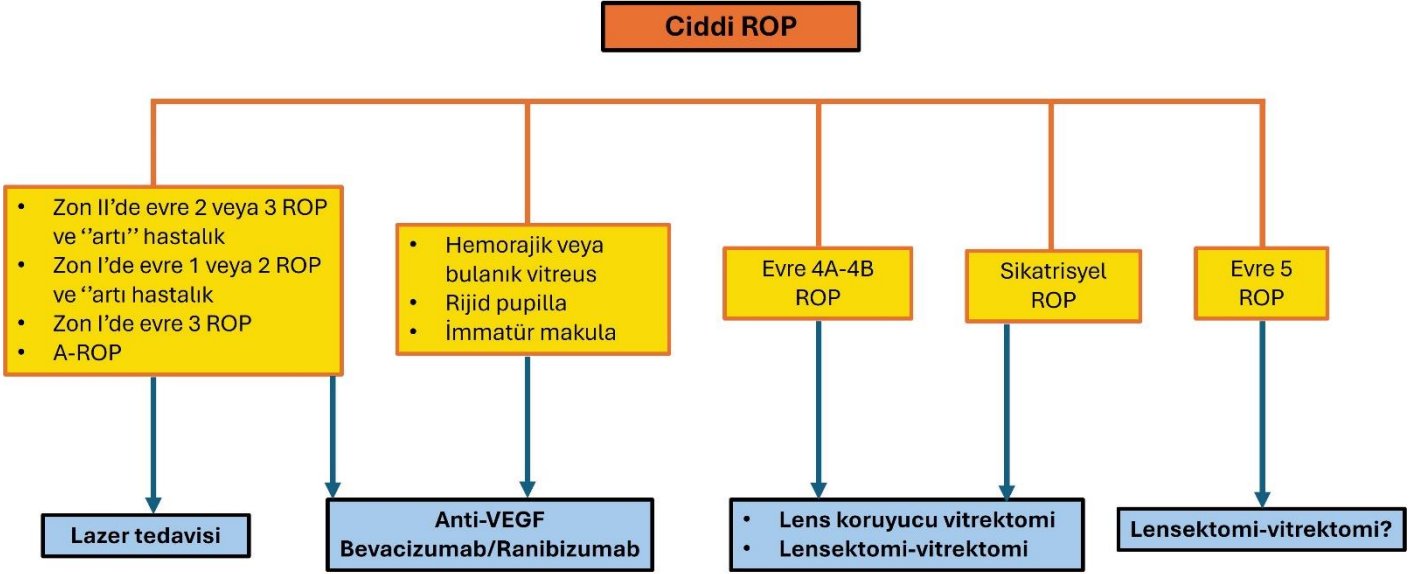 Ciddi ROP
• Zon II’de evre 2 veya 3 ROP
ve ‘’artı’’ hastalık
• Zon I’de evre 1 veya 2 ROP
ve ‘’artı hastalık
• Zon I’de evre 3 ROP
• A-ROP
• Hemorajik veya
bulanık vitreus
• Rijid pupilla
• İmmatür makula
Evre 4A-4B
ROP
Sikatrisyel
ROP
Evre 5
ROP
Lazer tedavisi
Anti-VEGF
Bevacizumab/Ranibizumab
• Lens koruyucu vitrektomi
• Lensektomi-vitrektomi
Lensektomi-vitrektomi?